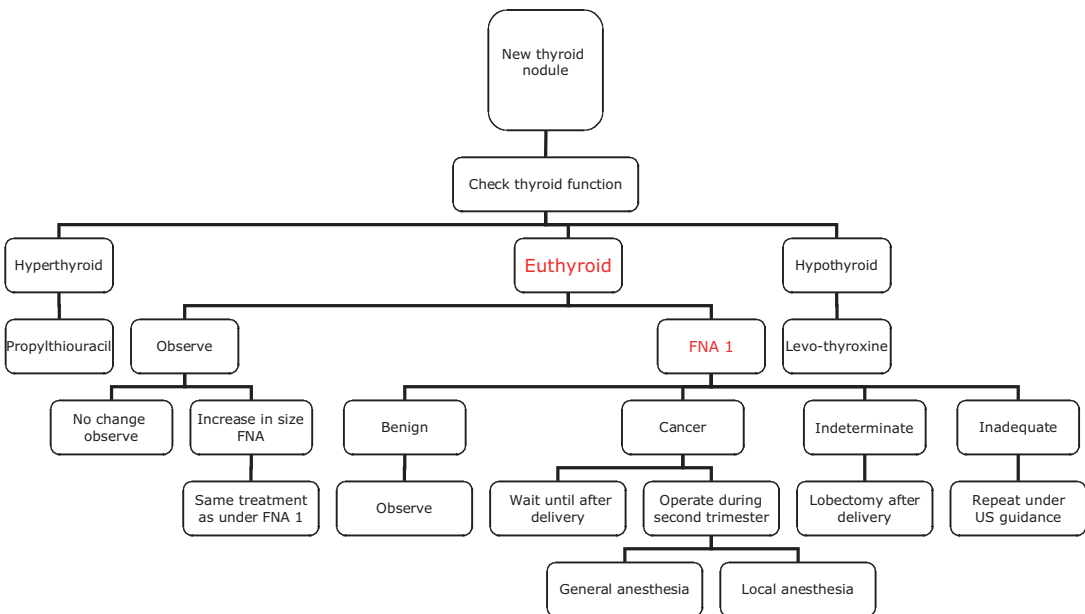 New thyroid
nodule
Check thyroid function
Hyperthyroid
Euthyroid
Hypothyroid
Propylthiouracil
Observe
FNA 1
Levo-thyroxine
No change
observe
Increase in size
FNA
Benign
Cancer
Indeterminate
Inadequate
Same treatment
as under FNA 1
Observe
Wait until after
delivery
Operate during
second trimester
Lobectomy after
delivery
Repeat under
US guidance
General anesthesia
Local anesthesia